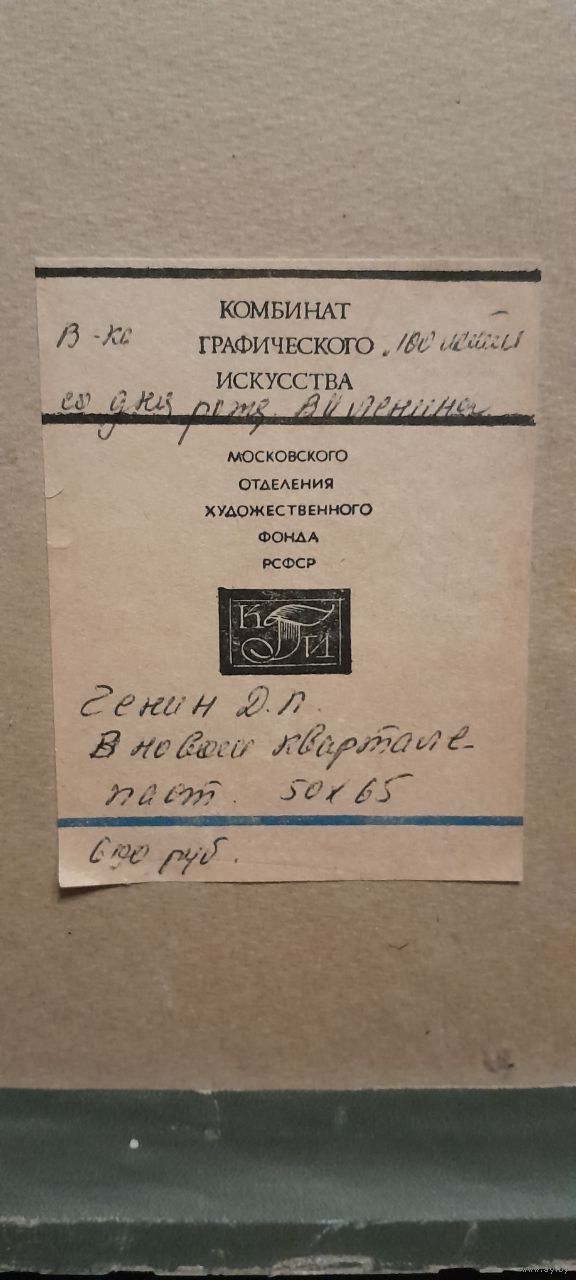 КОМБИНАТ
В-ка ГРАФИЧЕСКОГО „100 летия
ИСКУССТВА
со дня рожд. В И Ленина
МОСКОВСКОГО
ОТДЕЛЕНИЯ
ХУДОЖЕСТВЕННОГО
ФОНДА
РСФСР
КГИ
Генин Д.П.
В новом квартале
паст. 50х65
руб.